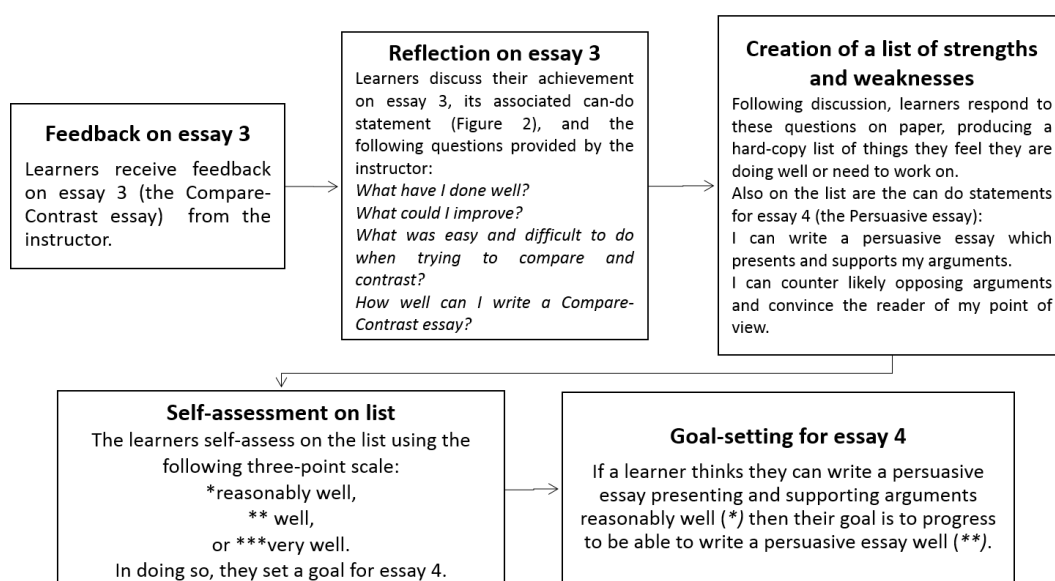 Feedback on essay 3
Learners receive feedback
on essay 3 (the Compare-
Contrast essay) from the
instructor.
Reflection on essay 3
Learners discuss their achievement
on essay 3, its associated can-do
statement (Figure 2), and the
following questions provided by the
instructor:
What have I done well?
What could I improve?
What was easy and difficult to do
when trying to compare and
contrast?
How well can I write a Compare-
Contrast essay?
Creation of a list of strengths
and weaknesses
Following discussion, learners respond to
these questions on paper, producing a
hard-copy list of things they feel they are
doing well or need to work on.
Also on the list are the can do statements
for essay 4 (the Persuasive essay):
I can write a persuasive essay which
presents and supports my arguments.
I can counter likely opposing arguments
and convince the reader of my point of
view.
Self-assessment on list
The learners self-assess on the list using the
following three-point scale:
*reasonably well,
** well,
or ***very well.
In doing so, they set a goal for essay 4.
Goal-setting for essay 4
If a learner thinks they can write a persuasive
essay presenting and supporting arguments
reasonably well (*) then their goal is to progress
to be able to write a persuasive essay well (**).